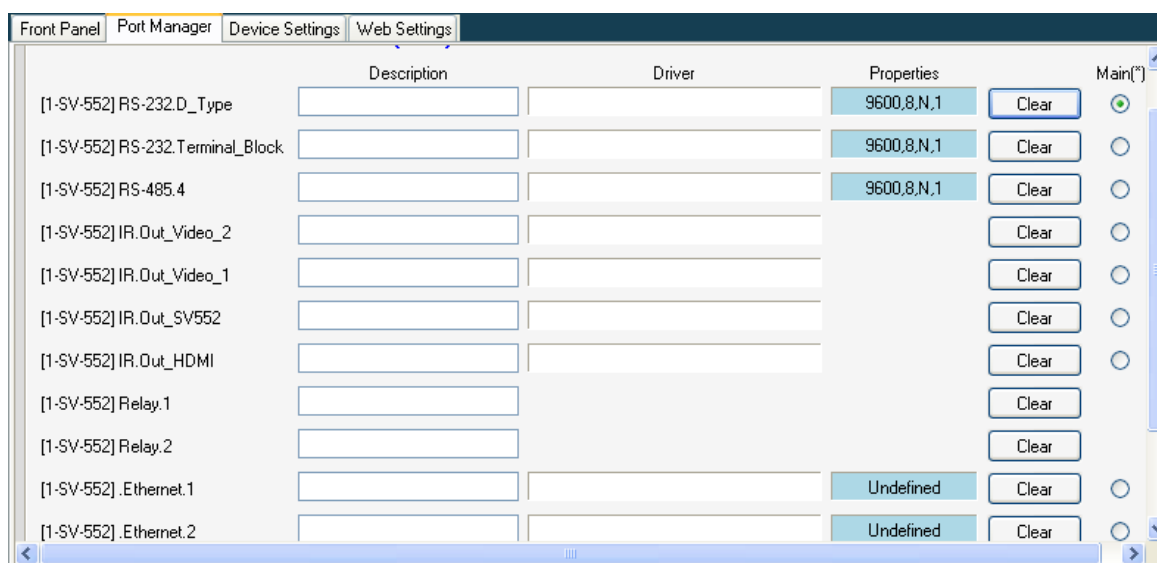 Front Panel Port Manager Device Settings Web Settings
Description Driver Properties Main(*)
[1-SV-552] RS-232.D_Type 9600,8,N,1 Clear
[1-SV-552] RS-232.Terminal_Block 9600,8,N,1 Clear
[1-SV-552] RS-485.4 9600,8,N,1 Clear
[1-SV-552] IR.Out_Video_2 Clear
[1-SV-552] IR.Out_Video_1 Clear
[1-SV-552] IR.Out_SV552 Clear
[1-SV-552] IR.Out_HDMI Clear
[1-SV-552] Relay.1 Clear
[1-SV-552] Relay.2 Clear
[1-SV-552] .Ethernet.1 Undefined Clear
[1-SV-552] .Ethernet.2 Undefined Clear